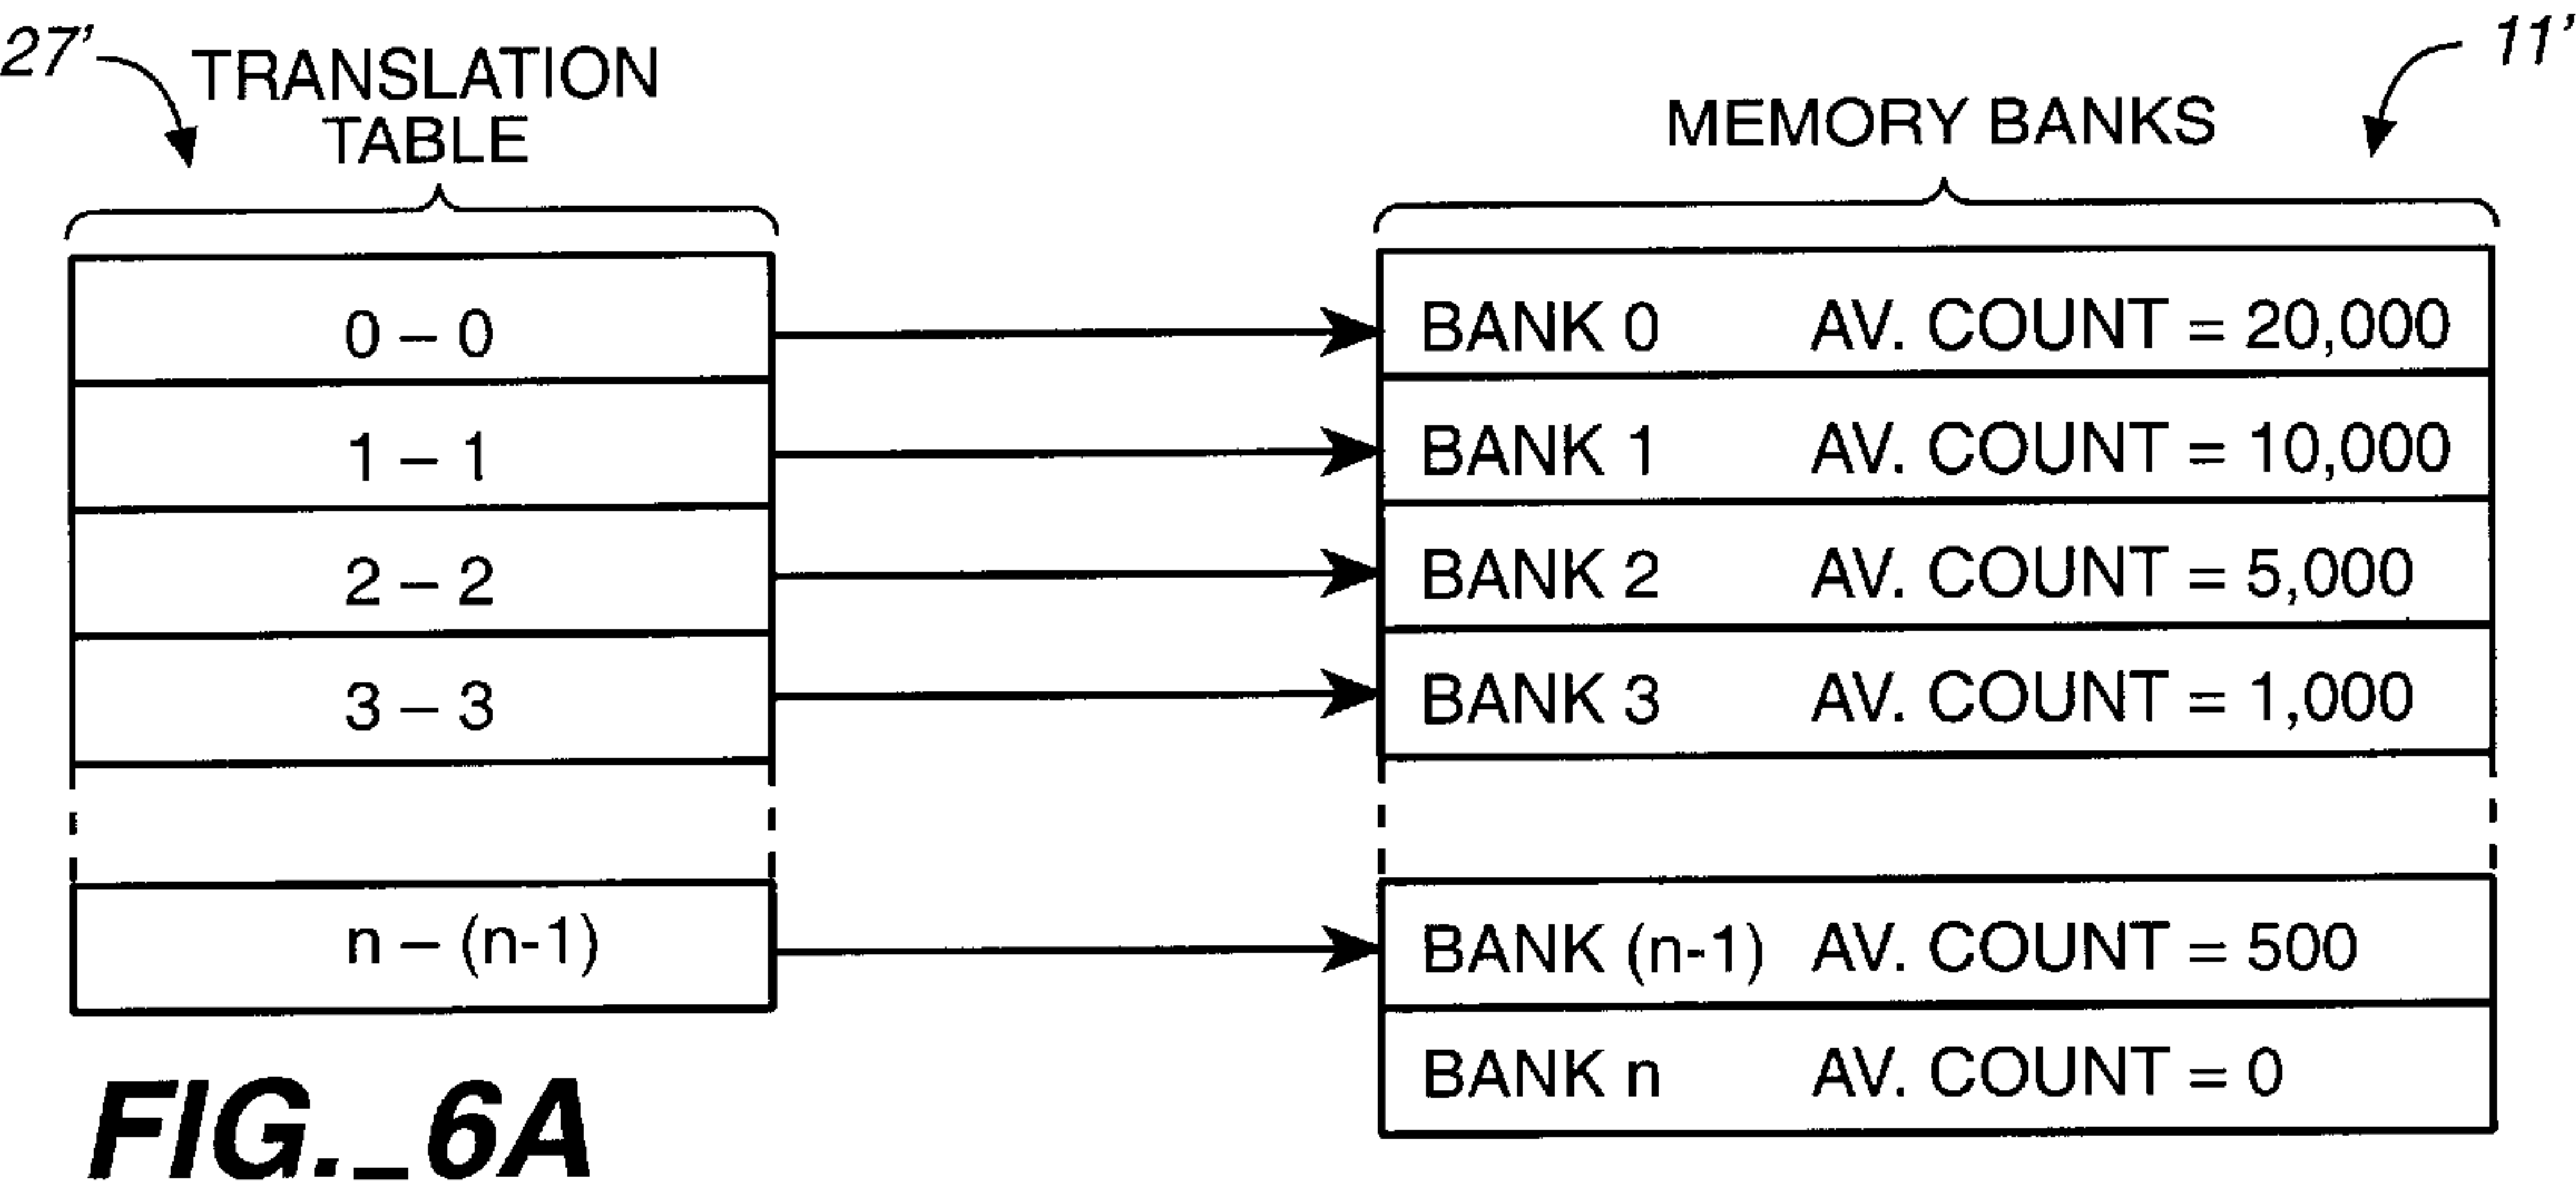 27' TRANSLATION TABLE
MEMORY BANKS 11'
0 – 0 BANK 0 AV. COUNT = 20,000
1 – 1 BANK 1 AV. COUNT = 10,000
2 – 2 BANK 2 AV. COUNT = 5,000
3 – 3 BANK 3 AV. COUNT = 1,000
n – (n-1) BANK (n-1) AV. COUNT = 500
BANK n AV. COUNT = 0
FIG._6A